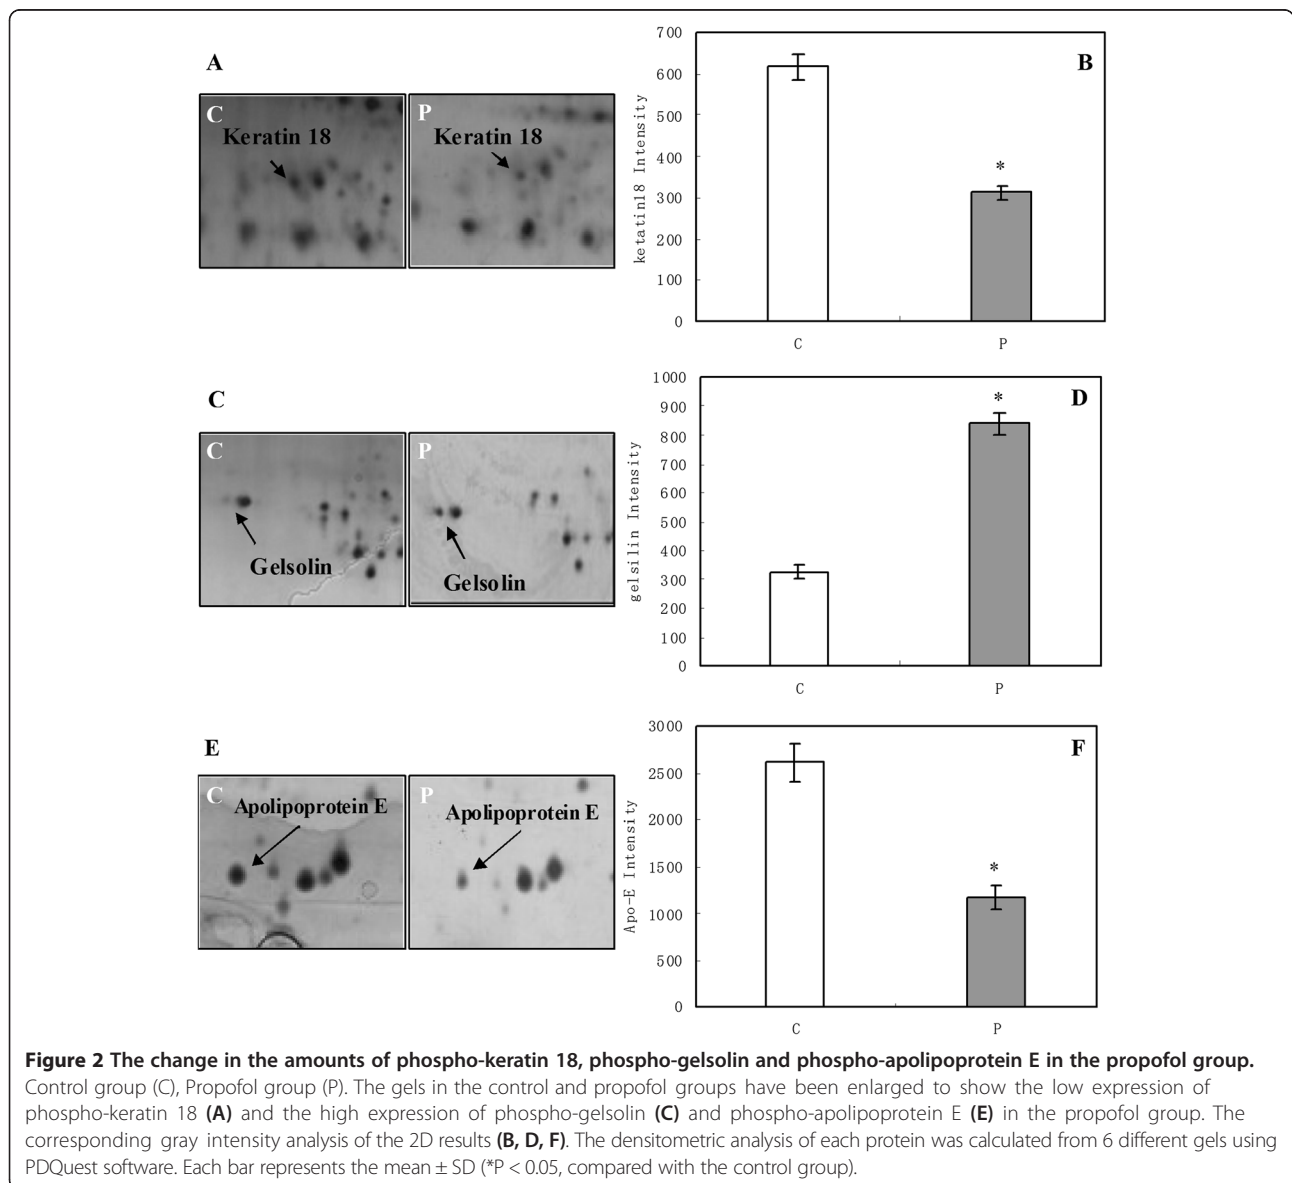 A
C
Keratin 18
P
Keratin 18
B
700
600
500
400
300
200
100
0
ketatin18 Intensity
*
C
P
C
C
Gelsolin
P
Gelsolin
D
1000
900
800
700
600
500
400
300
200
100
0
gelsilin Intensity
*
C
P
E
C
Apolipoprotein E
P
Apolipoprotein E
F
3000
2500
2000
1500
1000
500
0
Apo-E Intensity
*
C
P
Figure 2 The change in the amounts of phospho-keratin 18, phospho-gelsolin and phospho-apolipoprotein E in the propofol group.
Control group (C), Propofol group (P). The gels in the control and propofol groups have been enlarged to show the low expression of
phospho-keratin 18 (A) and the high expression of phospho-gelsolin (C) and phospho-apolipoprotein E (E) in the propofol group. The
corresponding gray intensity analysis of the 2D results (B, D, F). The densitometric analysis of each protein was calculated from 6 different gels using
PDQuest software. Each bar represents the mean ± SD (*P < 0.05, compared with the control group).